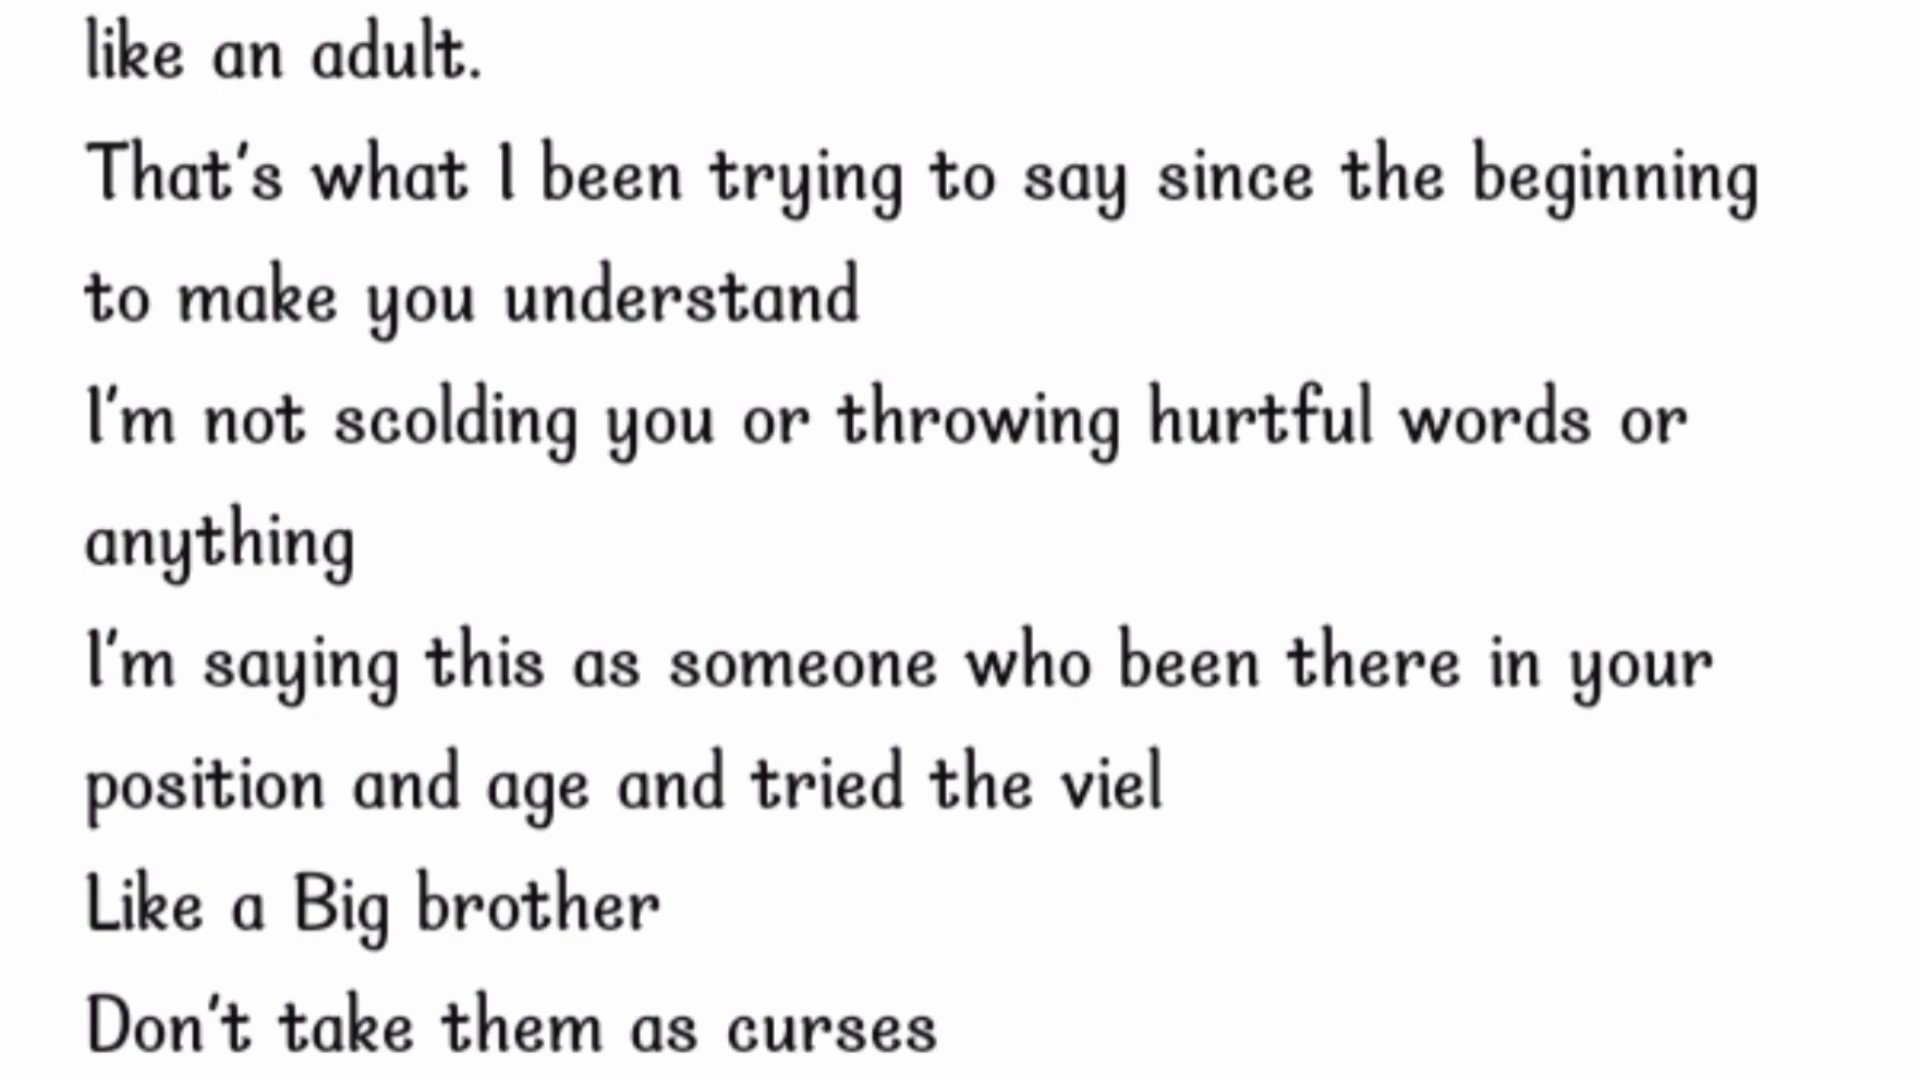 like an adult.
That's what I been trying to say since the beginning
to make you understand
I'm not scolding you or throwing hurtful words or
anything
I'm saying this as someone who been there in your
position and age and tried the viel
Like a Big brother
Don't take them as curses